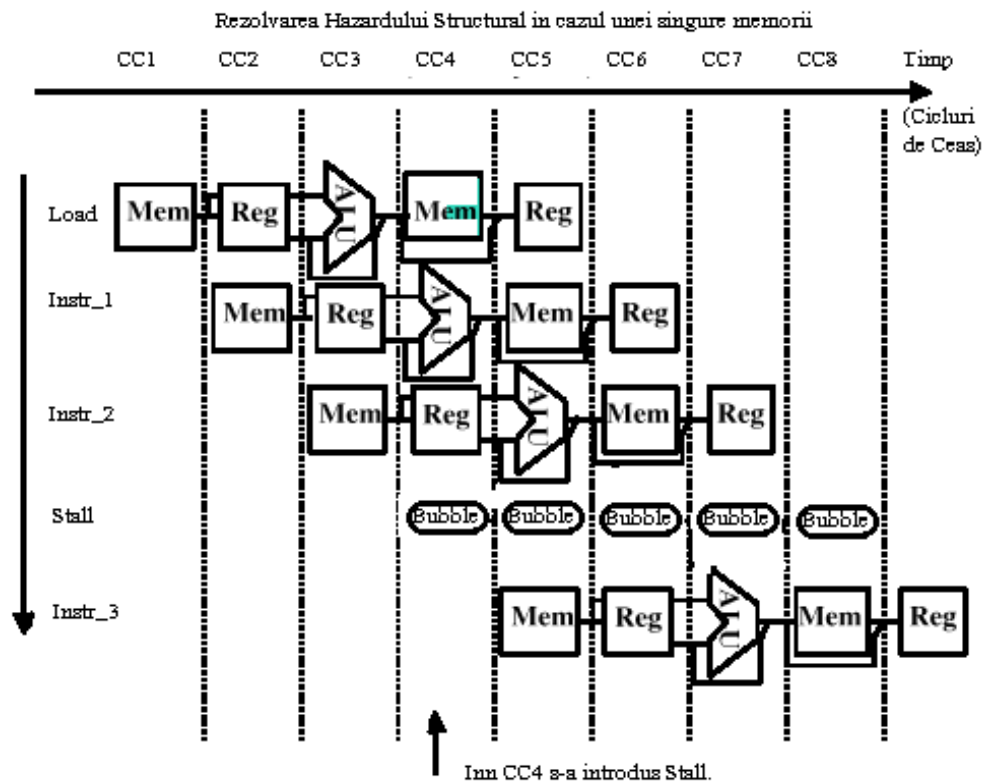 Rezolvarea Hazardului Structural in cazul unei singure memorii
CC1 CC2 CC3 CC4 CC5 CC6 CC7 CC8 Timp
(Cicluri
de Ceas)
Load Mem Reg ALU Mem Reg
Instr_1 Mem Reg ALU Mem Reg
Instr_2 Mem Reg ALU Mem Reg
Stall Bubble Bubble Bubble Bubble Bubble
Instr_3 Mem Reg ALU Mem Reg
Inn CC4 s-a introdus Stall.